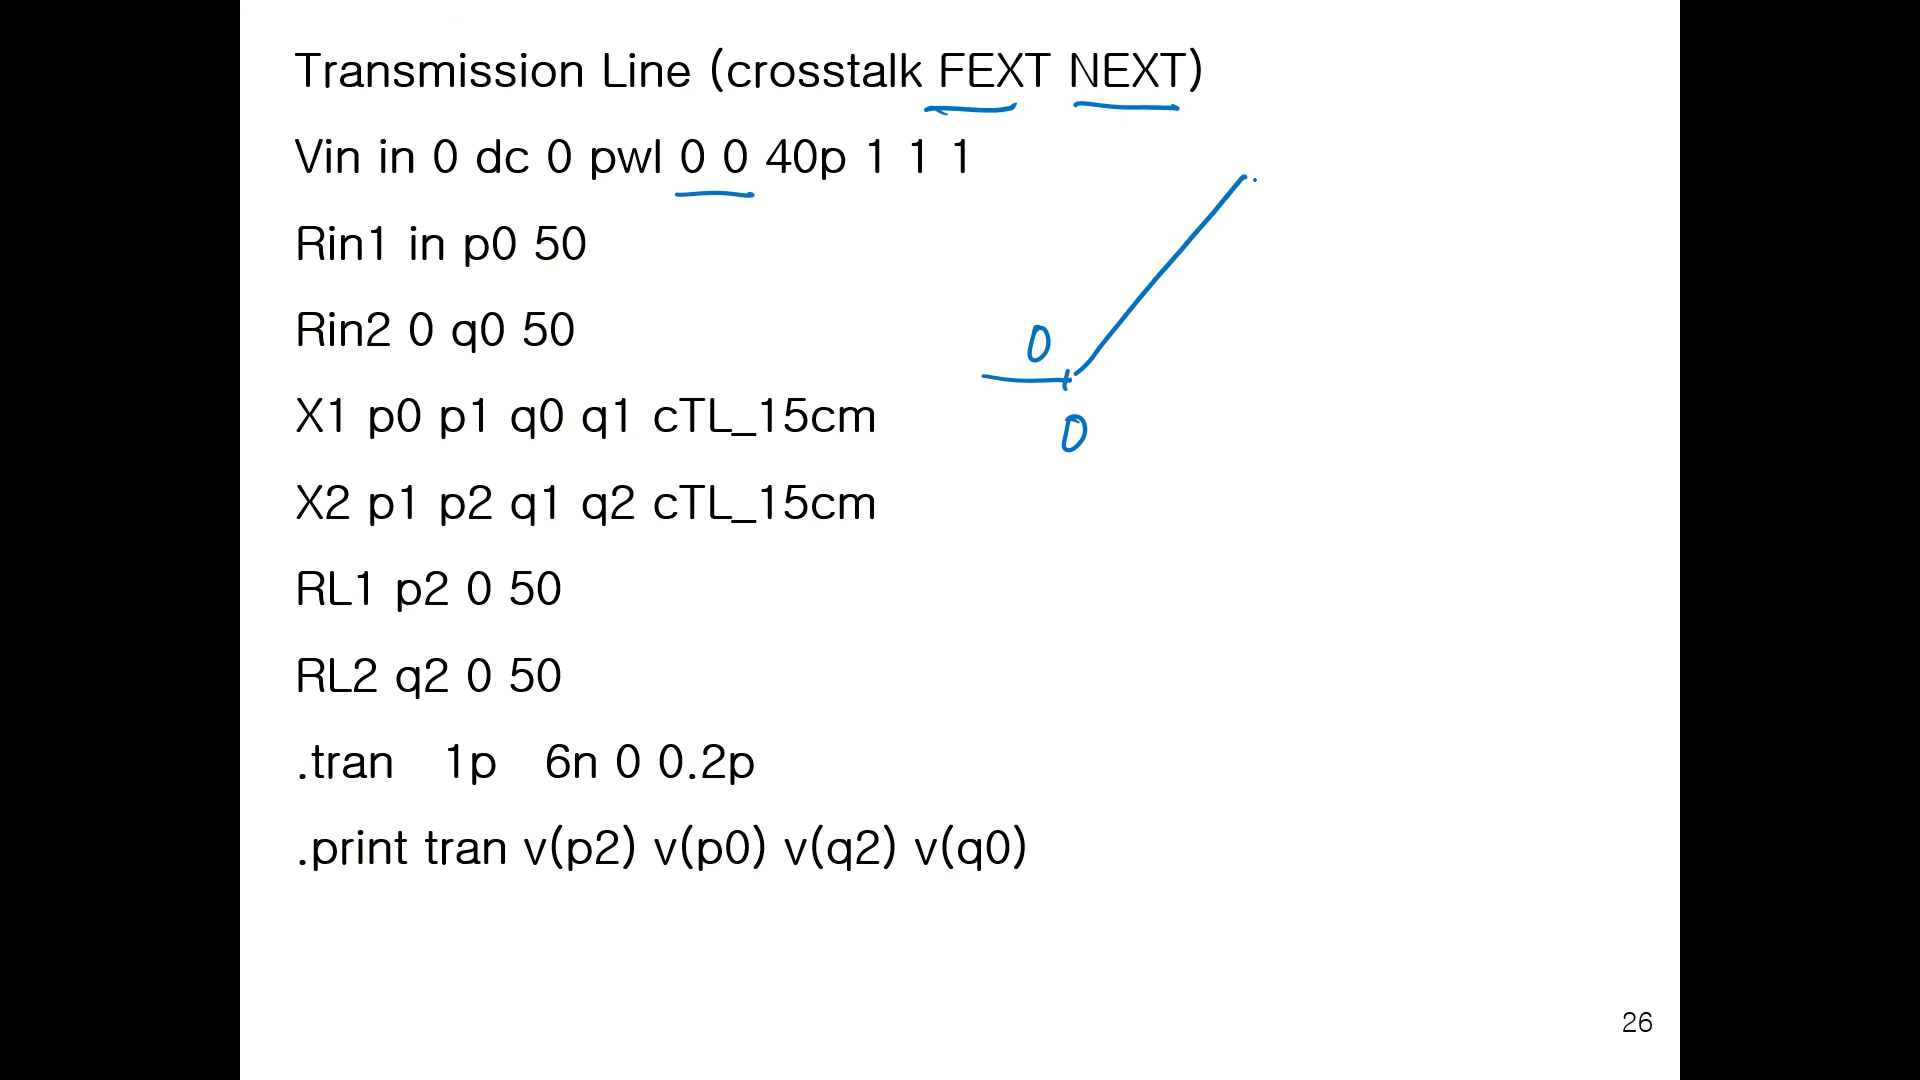 Transmission Line (crosstalk FEXT NEXT)
Vin in 0 dc 0 pwl 0 0 40p 1 1 1
Rin1 in p0 50
Rin2 0 q0 50
0
X1 p0 p1 q0 q1 cTL_15cm
0
X2 p1 p2 q1 q2 cTL_15cm
RL1 p2 0 50
RL2 q2 0 50
.tran 1p 6n 0 0.2p
.print tran v(p2) v(p0) v(q2) v(q0)
26